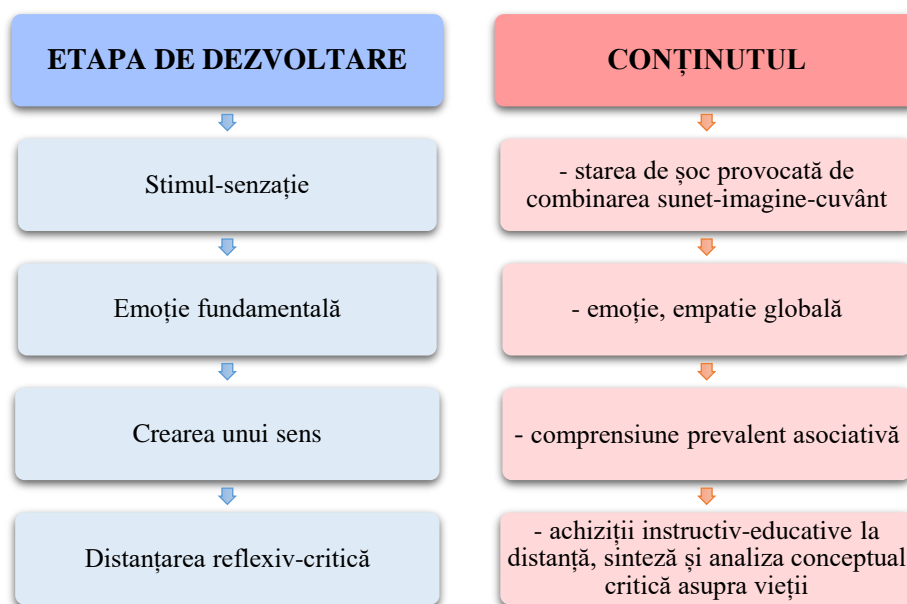 ETAPA DE DEZVOLTARE
CONȚINUTUL
Stimul-senzație
- starea de șoc provocată de
combinarea sunet-imagine-cuvânt
Emoție fundamentală
- emoție, empatie globală
Crearea unui sens
- comprensiune prevalent asociativă
Distanțarea reflexiv-critică
- achiziții instructiv-educative la
distanță, sinteză și analiza conceptual
critică asupra vieții